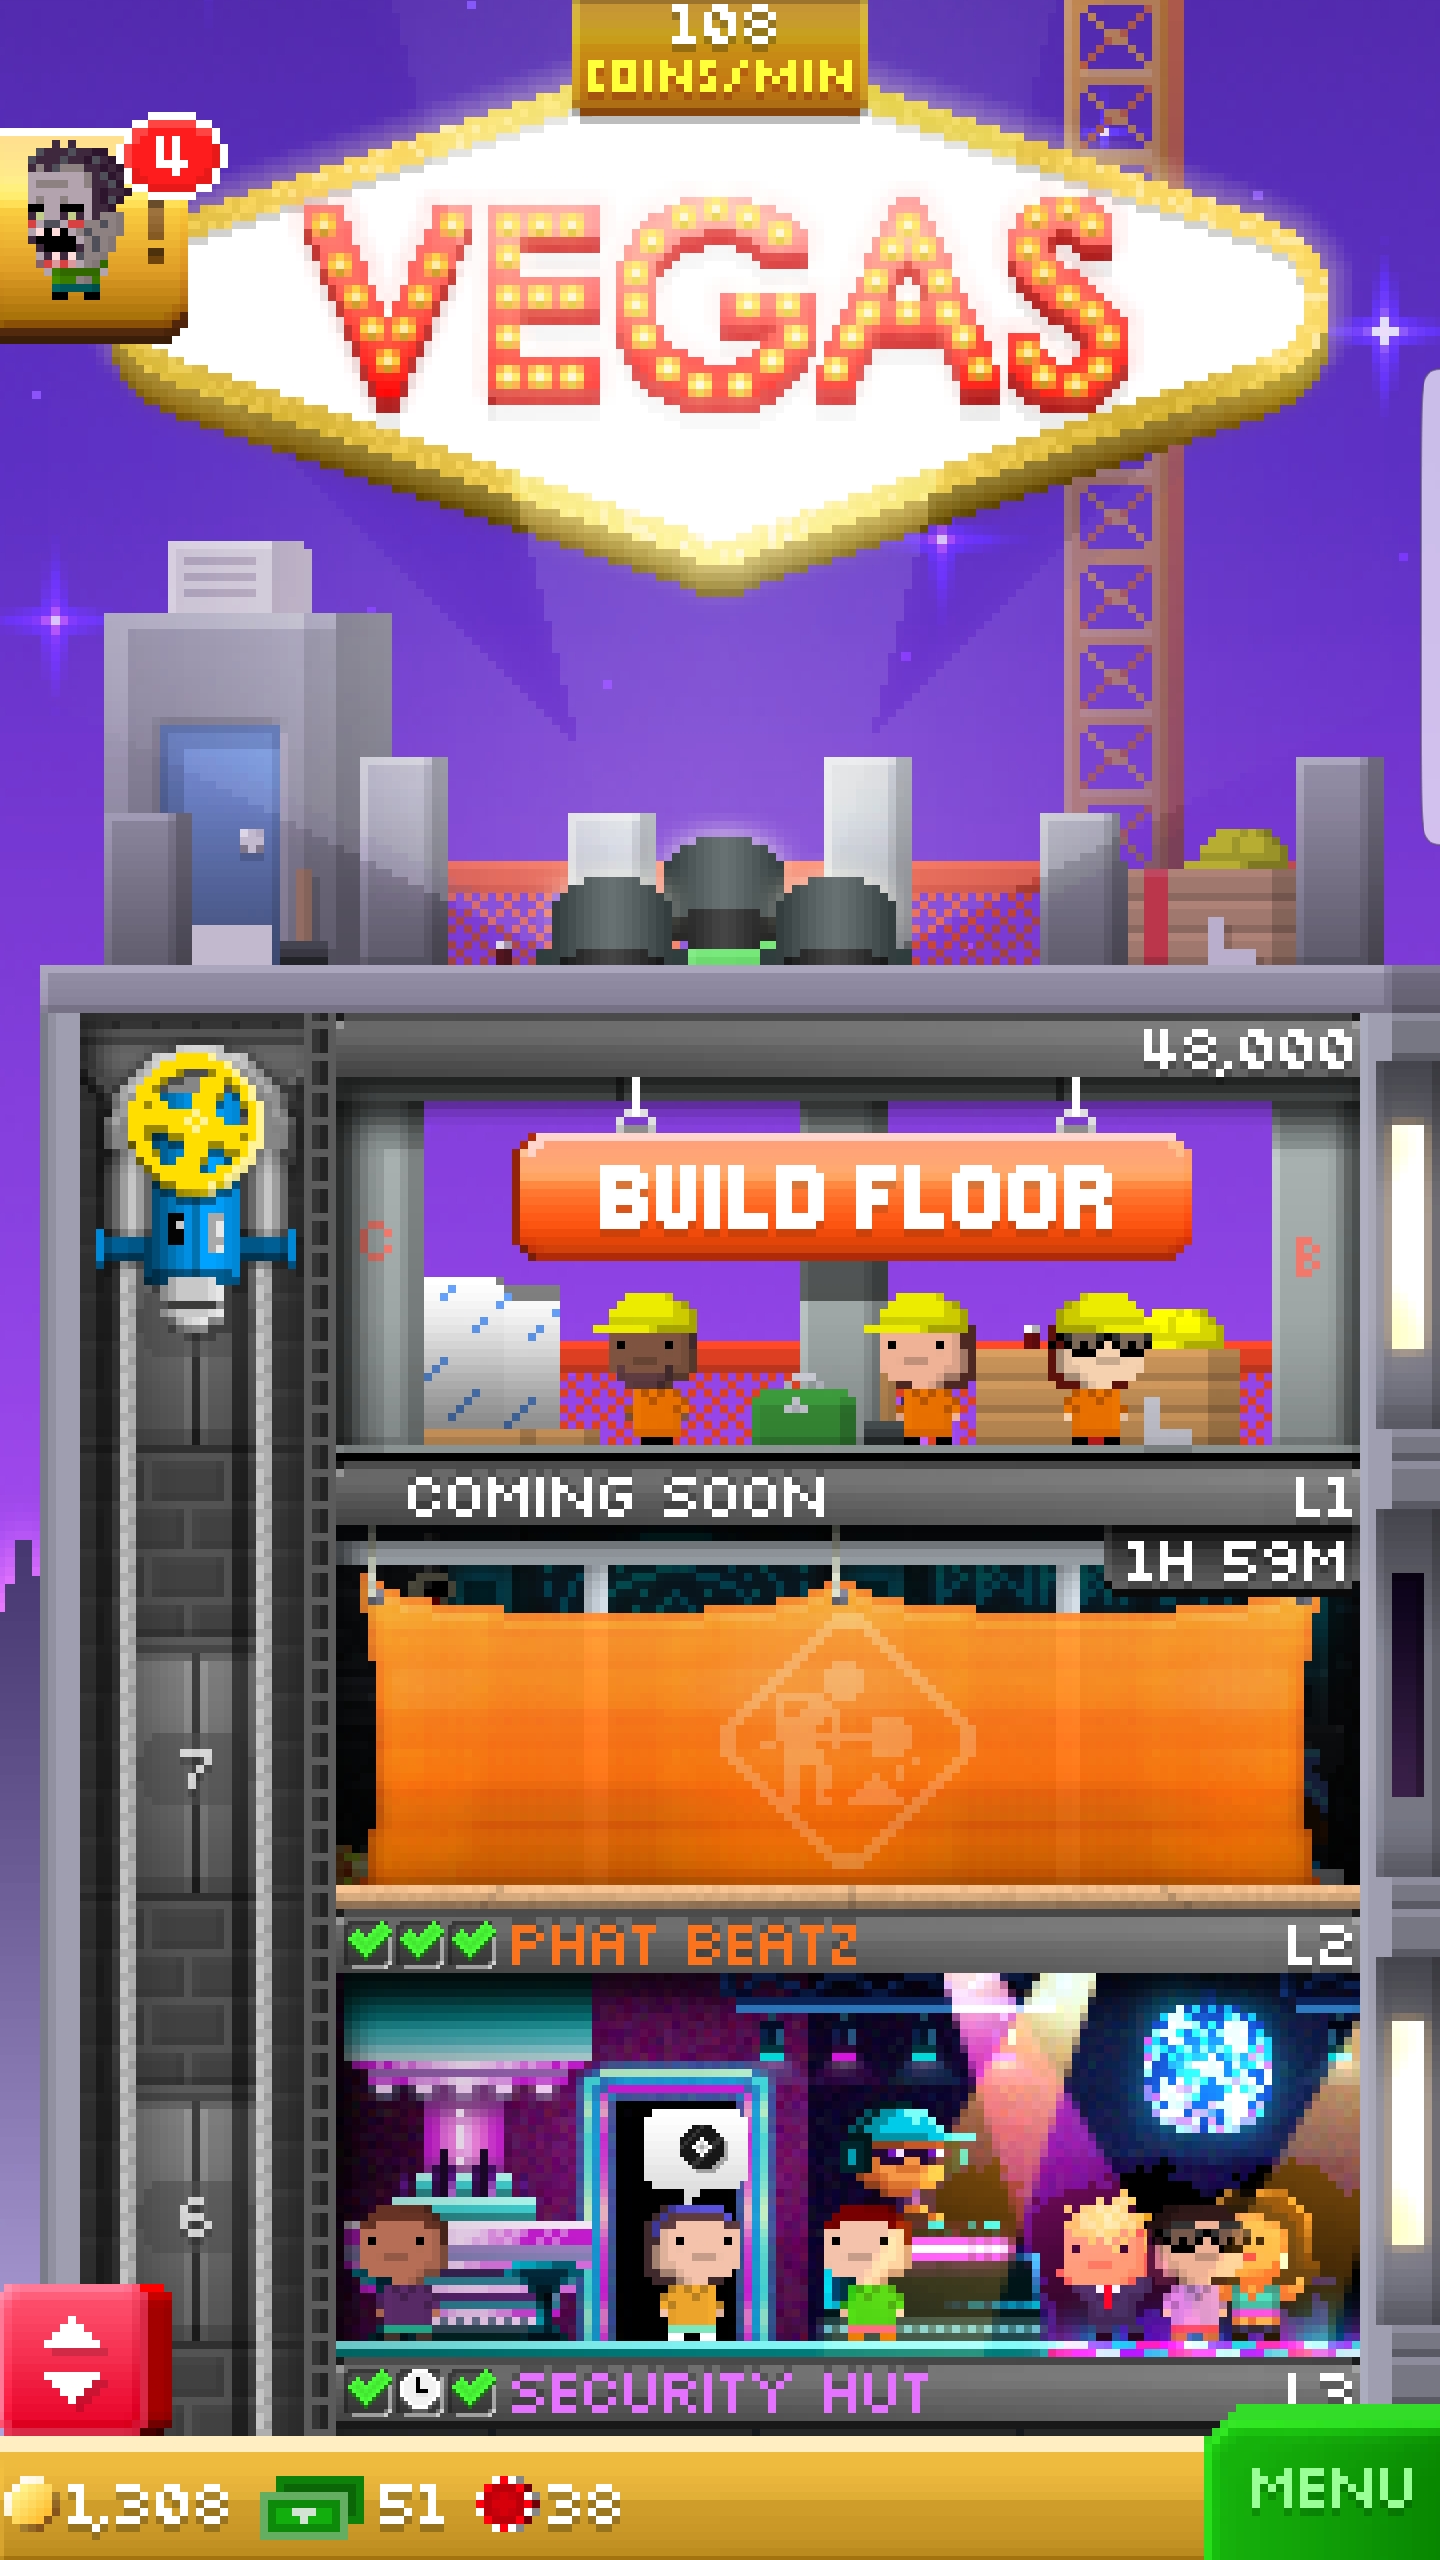 108
COINS/MIN
4
!
VEGAS
48,000
BUILD FLOOR
C
B
COMING SOON
L1
1H 59M
7
PHAT BEATZ
L2
6
SECURITY HUT
L3
1,308
51
38
MENU